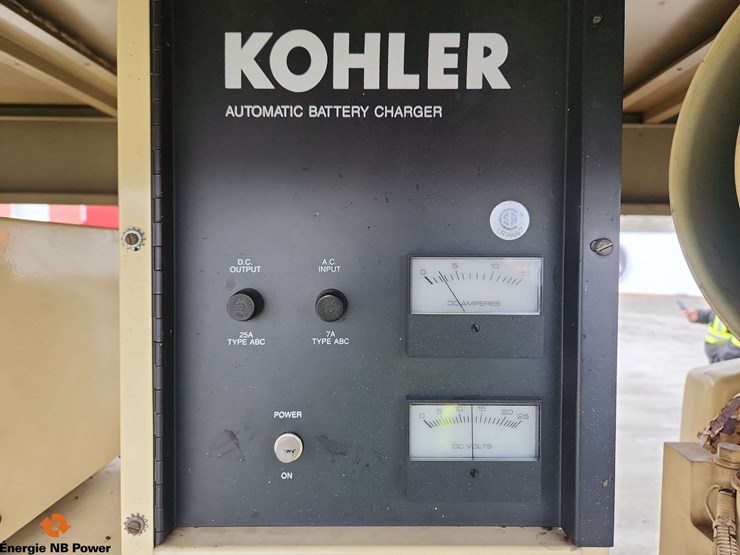 KOHLER
AUTOMATIC BATTERY CHARGER
D.C.
OUTPUT
A.C.
INPUT
25A
TYPE ABC
7A
TYPE ABC
0 5 10
DC AMPERES
POWER
ON
0 5 10 15 20 25
DC VOLTS
Énergie NB Power